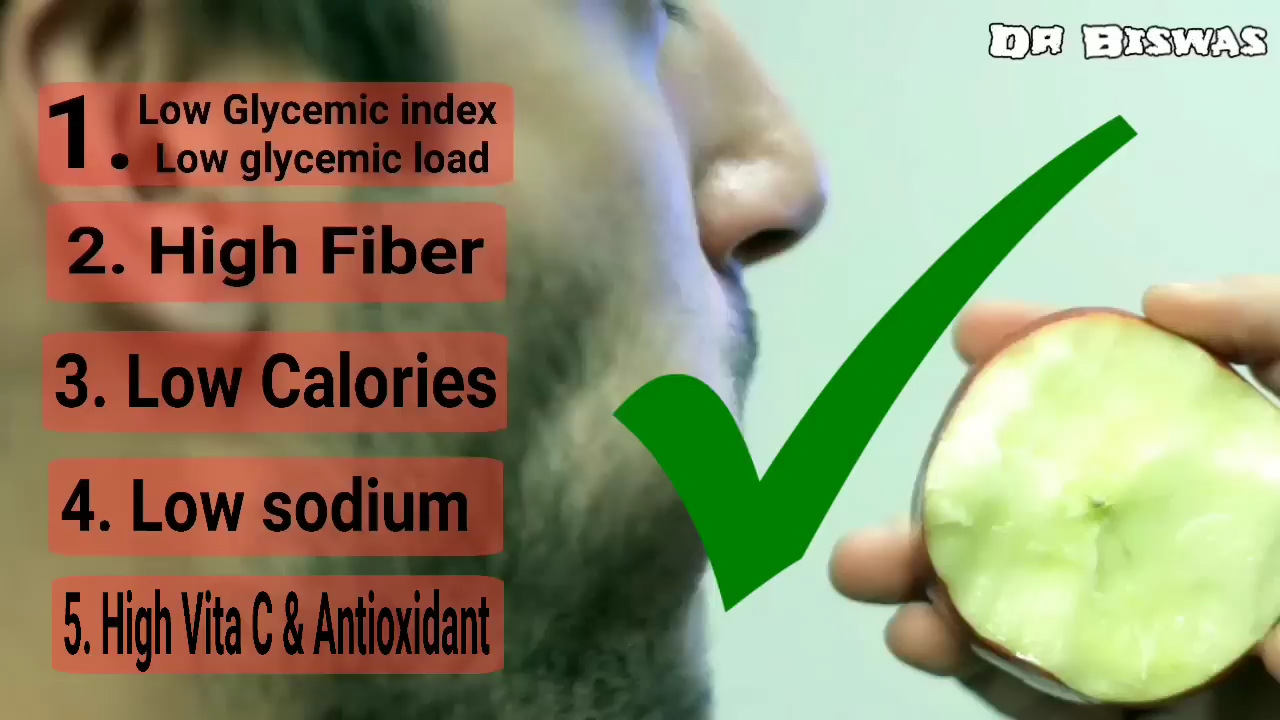 Dr Biswas
1. Low Glycemic index
Low glycemic load
2. High Fiber
3. Low Calories
4. Low sodium
5. High Vita C & Antioxidant